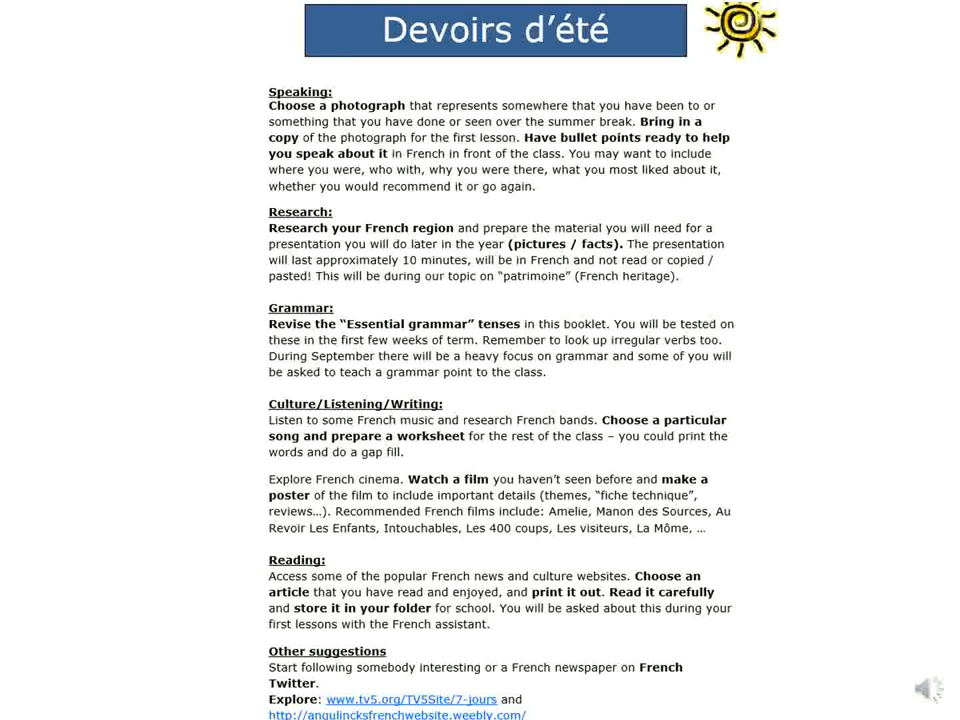 Devoirs d'été
Speaking:
Choose a photograph that represents somewhere that you have been to or
something that you have done or seen over the summer break. Bring in a
copy of the photograph for the first lesson. Have bullet points ready to help
you speak about it in French in front of the class. You may want to include
where you were, who with, why you were there, what you most liked about it,
whether you would recommend it or go again.
Research:
Research your French region and prepare the material you will need for a
presentation you will do later in the year (pictures / facts). The presentation
will last approximately 10 minutes, will be in French and not read or copied /
pasted! This will be during our topic on "patrimoine" (French heritage).
Grammar:
Revise the "Essential grammar" tenses in this booklet. You will be tested on
these in the first few weeks of term. Remember to look up irregular verbs too.
During September there will be a heavy focus on grammar and some of you will
be asked to teach a grammar point to the class.
Culture/Listening/Writing:
Listen to some French music and research French bands. Choose a particular
song and prepare a worksheet for the rest of the class – you could print the
words and do a gap fill.
Explore French cinema. Watch a film you haven't seen before and make a
poster of the film to include important details (themes, "fiche technique",
reviews…). Recommended French films include: Amelie, Manon des Sources, Au
Revoir Les Enfants, Intouchables, Les 400 coups, Les visiteurs, La Môme, …
Reading:
Access some of the popular French news and culture websites. Choose an
article that you have read and enjoyed, and print it out. Read it carefully
and store it in your folder for school. You will be asked about this during your
first lessons with the French assistant.
Other suggestions
Start following somebody interesting or a French newspaper on French
Twitter.
Explore: www.tv5.org/TV5Site/7-jours and
http://angulincksfrenchwebsite.weebly.com/